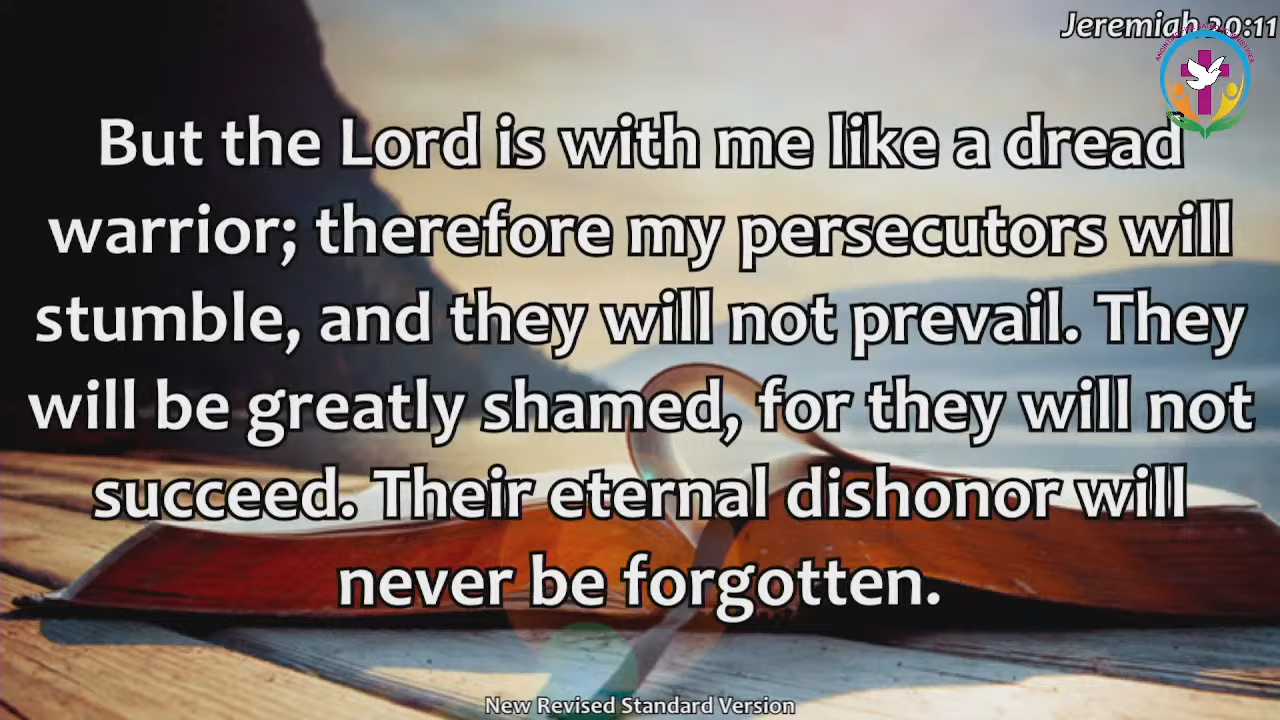 Jeremiah 20:11
But the Lord is with me like a dread
warrior; therefore my persecutors will
stumble, and they will not prevail. They
will be greatly shamed, for they will not
succeed. Their eternal dishonor will
never be forgotten.
New Revised Standard Version